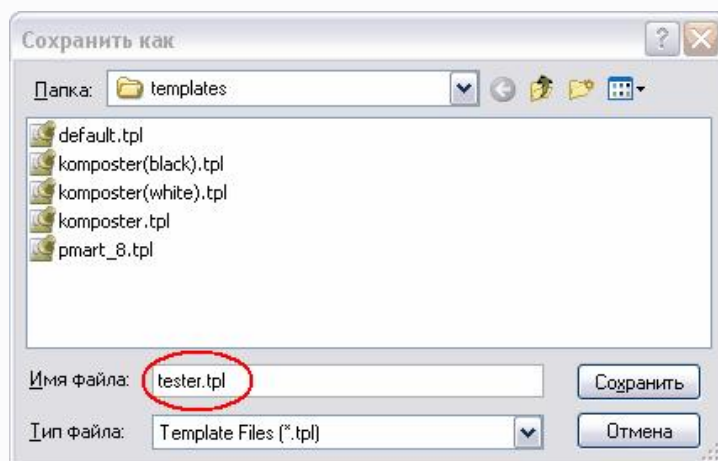 Сохранить как
Папка: templates
default.tpl
komposter(black).tpl
komposter(white).tpl
komposter.tpl
pmart_8.tpl
Имя файла: tester.tpl Сохранить
Тип файла: Template Files (*.tpl) Отмена